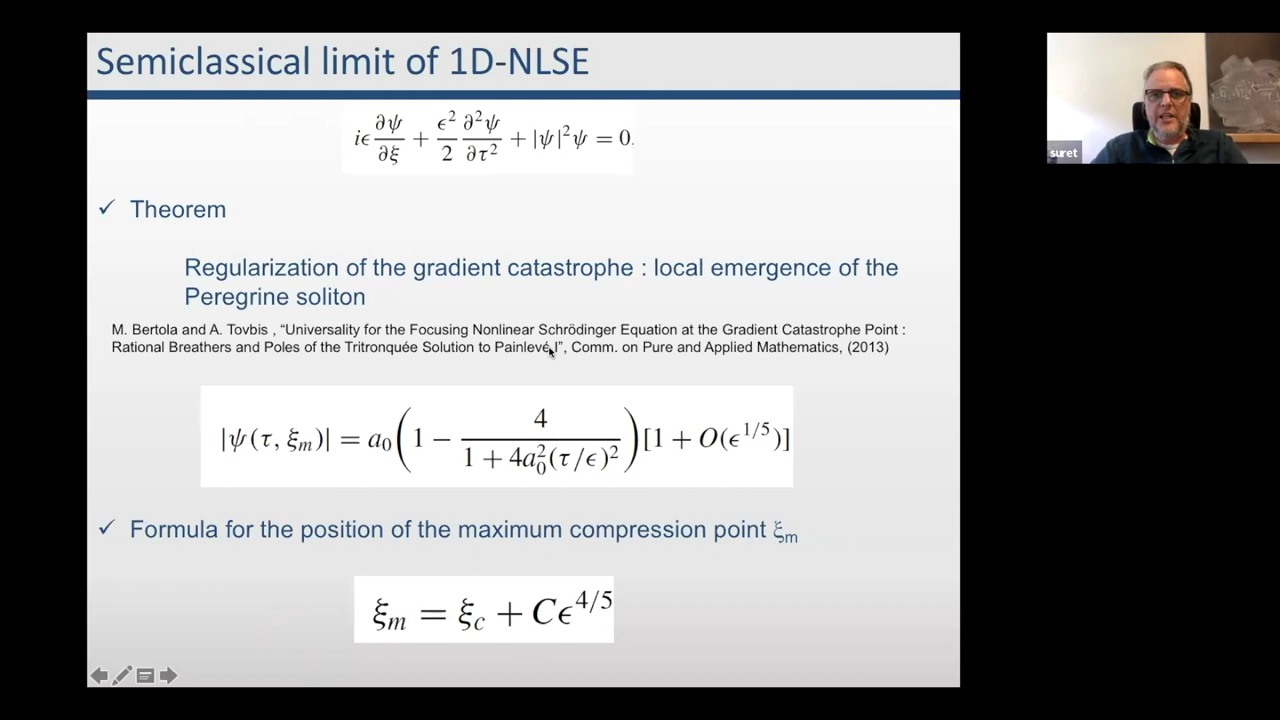 Semiclassical limit of 1D-NLSE
iϵ ∂ψ/∂ξ + ϵ²/2 ∂²ψ/∂τ² + |ψ|²ψ = 0.
✓ Theorem
Regularization of the gradient catastrophe : local emergence of the
Peregrine soliton
M. Bertola and A. Tovbis , “Universality for the Focusing Nonlinear Schrödinger Equation at the Gradient Catastrophe Point :
Rational Breathers and Poles of the Tritronquée Solution to Painlevé I”, Comm. on Pure and Applied Mathematics, (2013)
|ψ(τ, ξₘ)| = a₀(1 − 4/(1 + 4a₀²(τ/ϵ)²))[1 + O(ϵ^{1/5})]
✓ Formula for the position of the maximum compression point ξₘ
ξₘ = ξ_c + Cϵ^{4/5}
suret